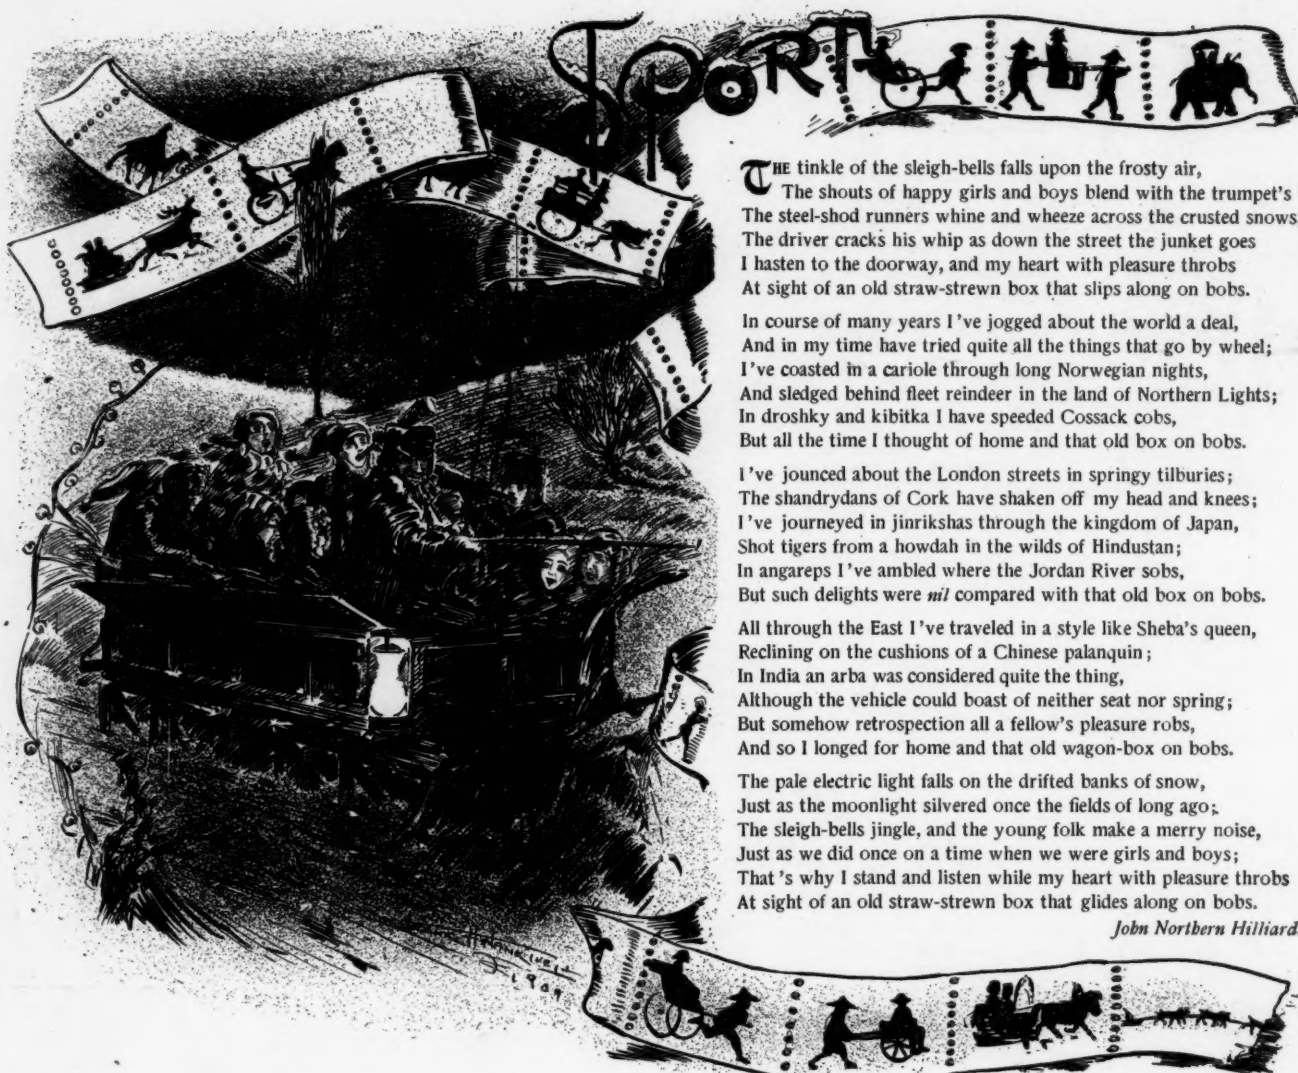 SPORT
THE tinkle of the sleigh-bells falls upon the frosty air,
The shouts of happy girls and boys blend with the trumpet's
The steel-shod runners whine and wheeze across the crusted snows
The driver cracks his whip as down the street the junket goes
I hasten to the doorway, and my heart with pleasure throbs
At sight of an old straw-strewn box that slips along on bobs.
In course of many years I've jogged about the world a deal,
And in my time have tried quite all the things that go by wheel;
I've coasted in a cariole through long Norwegian nights,
And sledged behind fleet reindeer in the land of Northern Lights;
In droshky and kibitka I have speeded Cossack cobs,
But all the time I thought of home and that old box on bobs.
I've jounced about the London streets in springy tilburies;
The shandrydans of Cork have shaken off my head and knees;
I've journeyed in jinrikshas through the kingdom of Japan,
Shot tigers from a howdah in the wilds of Hindustan;
In angareps I've ambled where the Jordan River sobs,
But such delights were nil compared with that old box on bobs.
All through the East I've traveled in a style like Sheba's queen,
Reclining on the cushions of a Chinese palanquin;
In India an arba was considered quite the thing,
Although the vehicle could boast of neither seat nor spring;
But somehow retrospection all a fellow's pleasure robs,
And so I longed for home and that old wagon-box on bobs.
The pale electric light falls on the drifted banks of snow,
Just as the moonlight silvered once the fields of long ago;
The sleigh-bells jingle, and the young folk make a merry noise,
Just as we did once on a time when we were girls and boys;
That's why I stand and listen while my heart with pleasure throbs
At sight of an old straw-strewn box that glides along on bobs.
John Northern Hilliard